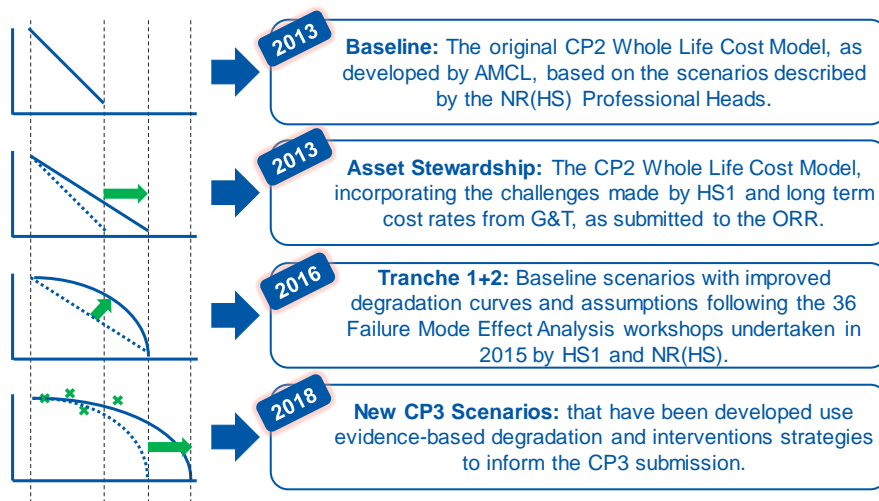 2013
Baseline: The original CP2 Whole Life Cost Model, as
developed by AMCL, based on the scenarios described
by the NR(HS) Professional Heads.
2013
Asset Stewardship: The CP2 Whole Life Cost Model,
incorporating the challenges made by HS1 and long term
cost rates from G&T, as submitted to the ORR.
2016
Tranche 1+2: Baseline scenarios with improved
degradation curves and assumptions following the 36
Failure Mode Effect Analysis workshops undertaken in
2015 by HS1 and NR(HS).
2018
New CP3 Scenarios: that have been developed use
evidence-based degradation and interventions strategies
to inform the CP3 submission.